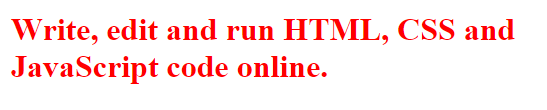 Write, edit and run HTML, CSS and
JavaScript code online.